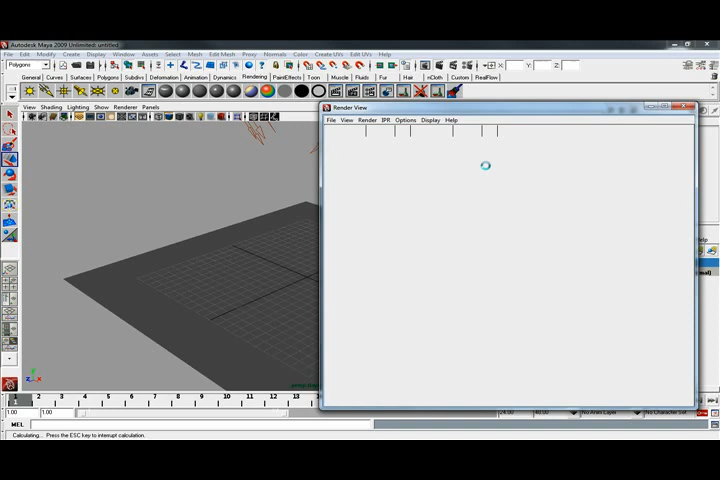 Autodesk Maya 2009 Unlimited: untitled
File Edit Modify Create Display Window Assets Select Mesh Edit Mesh Proxy Normals Color Create UVs Edit UVs Help
Polygons X: Y: Z:
General Curves Surfaces Polygons Subdivs Deformation Animation Dynamics Rendering PaintEffects Toon Muscle Fluids Fur Hair nCloth Custom RealFlow
View Shading Lighting Show Renderer Panels
Render View
File View Render IPR Options Display Help
persp
1 2 3 4 5 6 7 8 9 10 11 12 13
1
1.00 1.00 24.00 48.00 No Anim Layer No Character Set
MEL
Calculating... Press the ESC key to interrupt calculation.